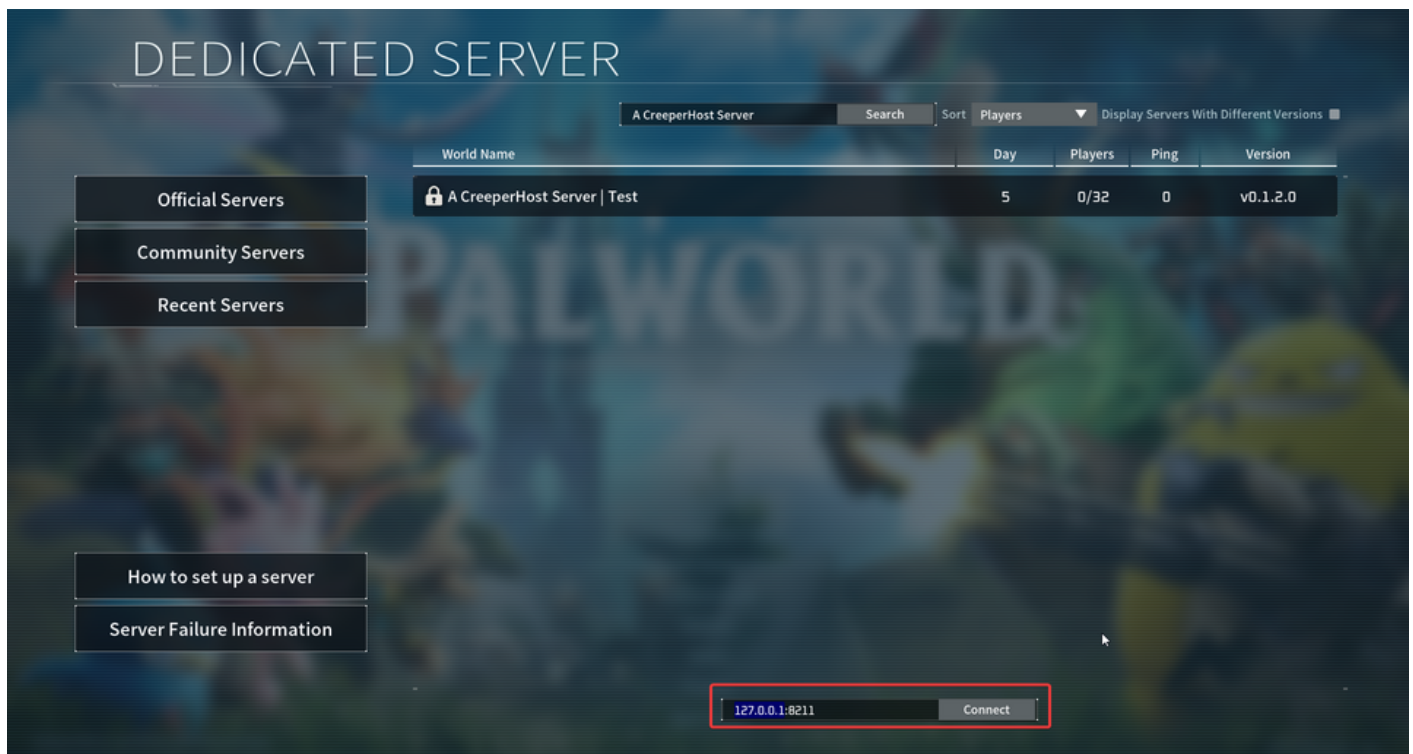 DEDICATED SERVER
A CreeperHost Server Search Sort Players Display Servers With Different Versions
World Name Day Players Ping Version
A CreeperHost Server | Test 5 0/32 0 v0.1.2.0
Official Servers
Community Servers
Recent Servers
PALWORLD
How to set up a server
Server Failure Information
127.0.0.1:8211 Connect